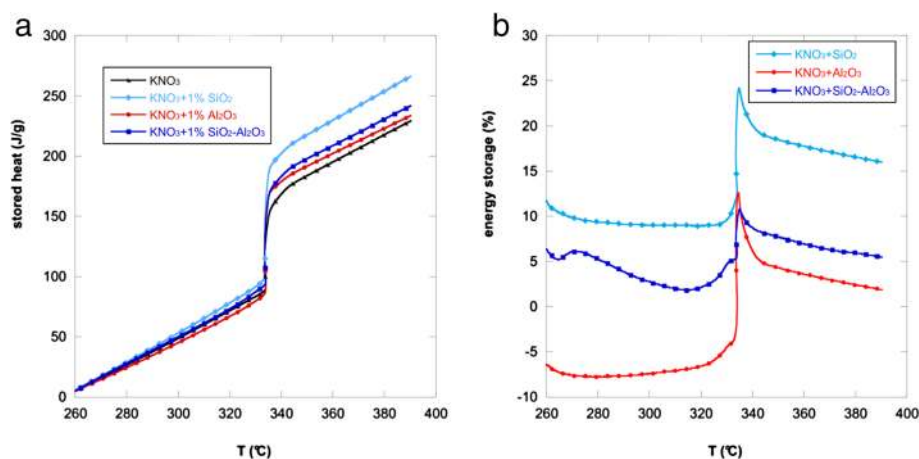 a
stored heat (J/g)
300
250
200
150
100
50
0
KNO₃
KNO₃+1% SiO₂
KNO₃+1% Al₂O₃
KNO₃+1% SiO₂-Al₂O₃
260 280 300 320 340 360 380 400
T (°C)
b
energy storage (%)
30
25
20
15
10
5
0
-5
-10
KNO₃+SiO₂
KNO₃+Al₂O₃
KNO₃+SiO₂-Al₂O₃
260 280 300 320 340 360 380 400
T (°C)